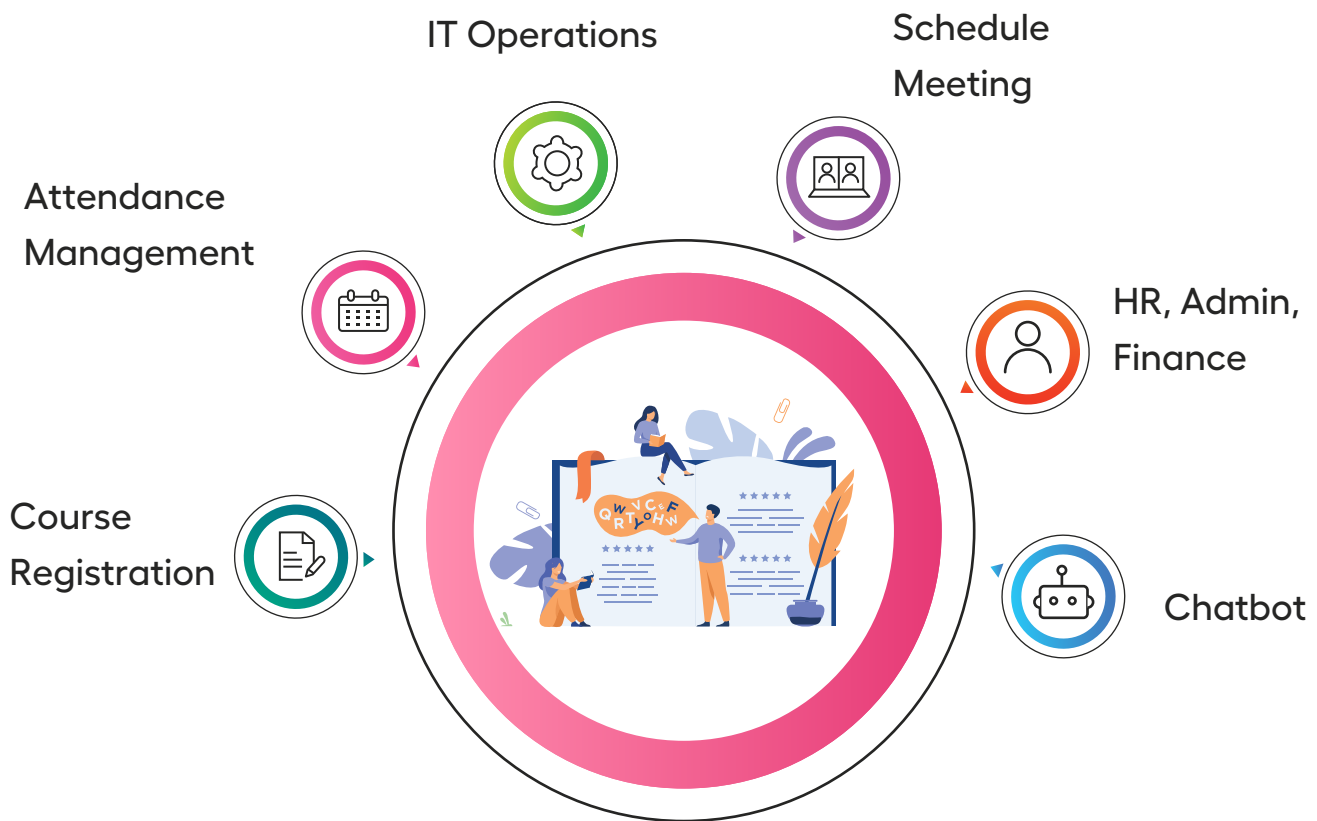 IT Operations
Schedule
Meeting
Attendance
Management
HR, Admin,
Finance
Course
Registration
Chatbot
Q W V C E F
R T Y O H W